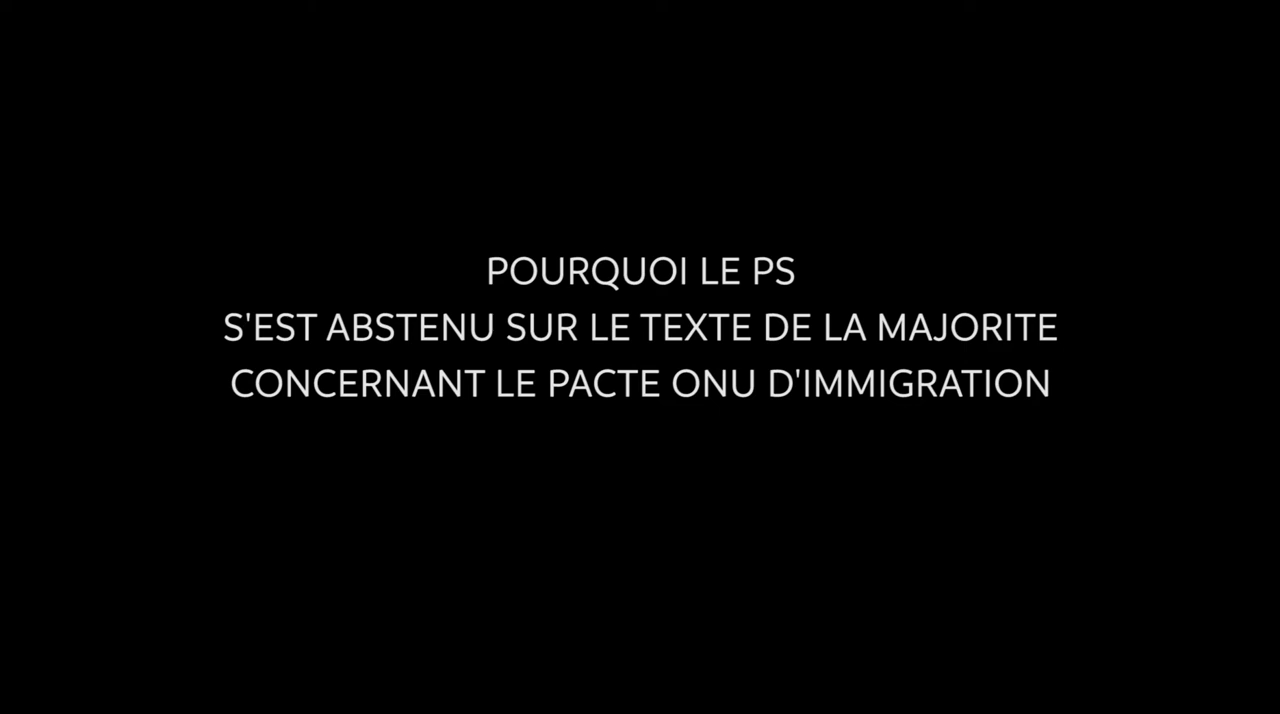 POURQUOI LE PS
S'EST ABSTENU SUR LE TEXTE DE LA MAJORITE
CONCERNANT LE PACTE ONU D'IMMIGRATION